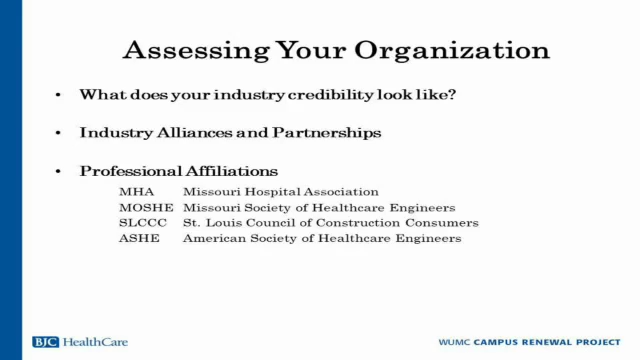 Assessing Your Organization
• What does your industry credibility look like?
• Industry Alliances and Partnerships
• Professional Affiliations
MHA Missouri Hospital Association
MOSHE Missouri Society of Healthcare Engineers
SLCCC St. Louis Council of Construction Consumers
ASHE American Society of Healthcare Engineers
BJC HealthCare
WUMC CAMPUS RENEWAL PROJECT